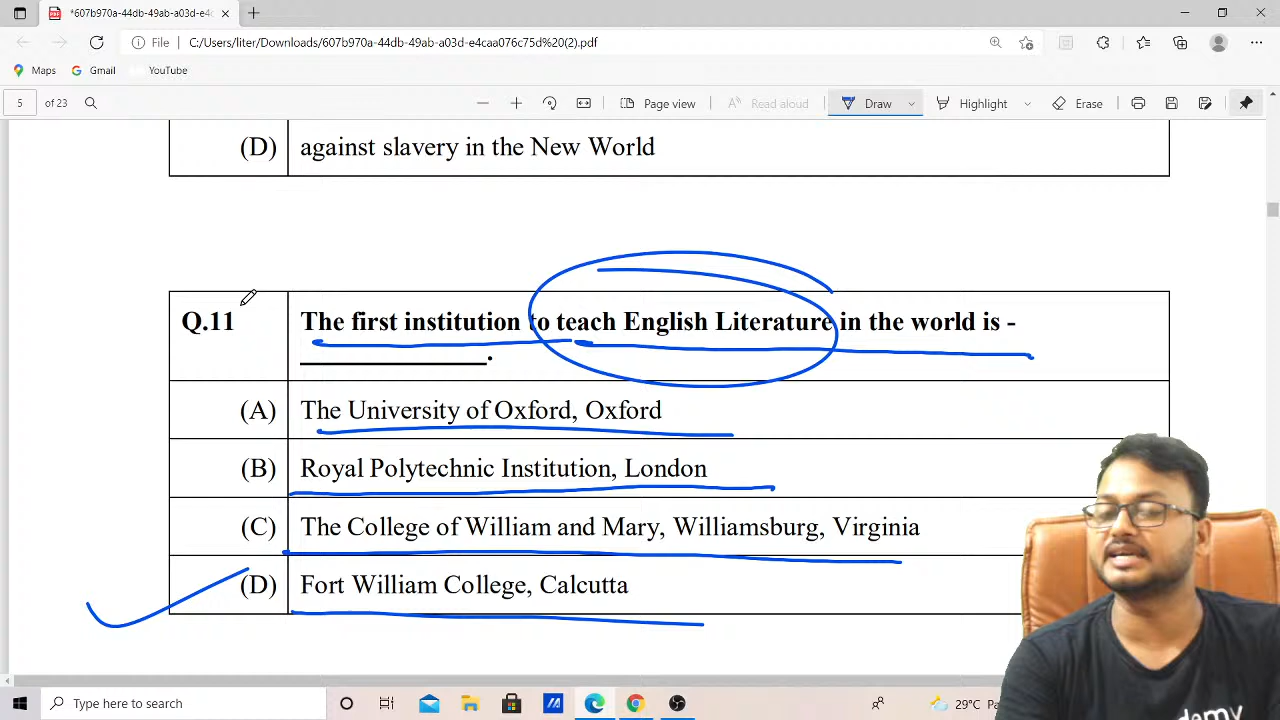 *607b970a-44db-49ab-a03d-e4c
File C:/Users/liter/Downloads/607b970a-44db-49ab-a03d-e4caa076c75d%20(2).pdf
Maps Gmail YouTube
5 of 23 Page view Read aloud Draw Highlight Erase
(D) against slavery in the New World
Q.11 The first institution to teach English Literature in the world is -
____________.
(A) The University of Oxford, Oxford
(B) Royal Polytechnic Institution, London
(C) The College of William and Mary, Williamsburg, Virginia
(D) Fort William College, Calcutta
Type here to search 29°C